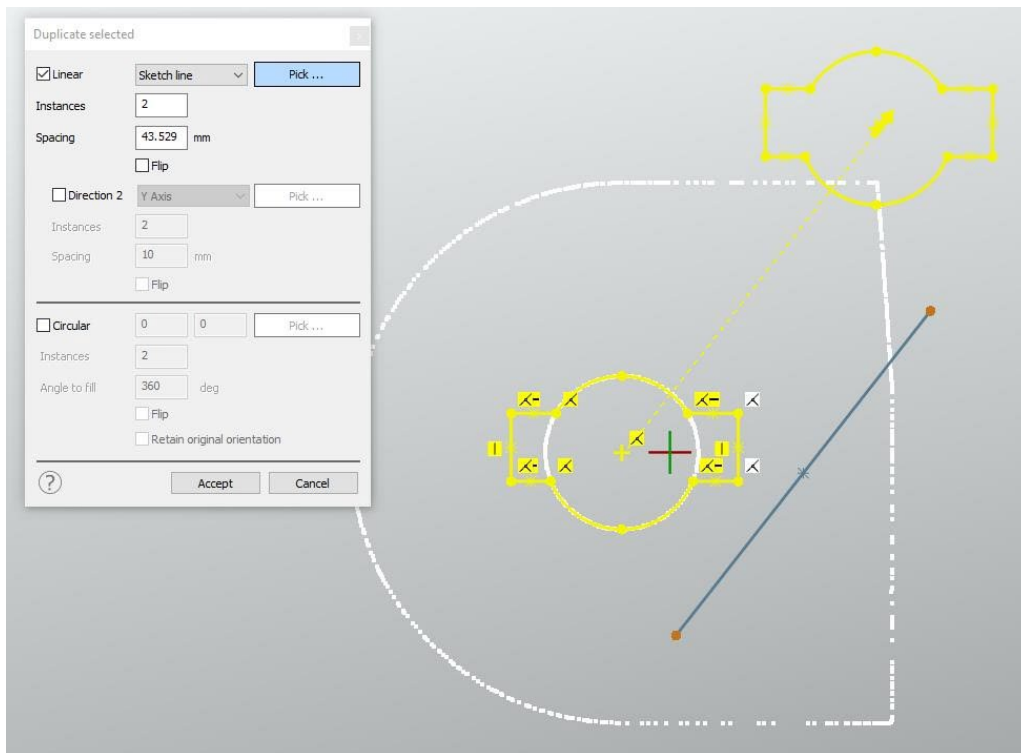 Duplicate selected
Linear Sketch line Pick ...
Instances 2
Spacing 43.529 mm
Flip
Direction 2 Y Axis Pick ...
Instances 2
Spacing 10 mm
Flip
Circular 0 0 Pick ...
Instances 2
Angle to fill 360 deg
Flip
Retain original orientation
? Accept Cancel